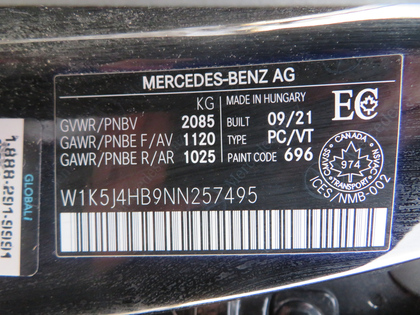 MERCEDES-BENZ AG
KG MADE IN HUNGARY
GVWR/PNBV 2085 BUILT 09/21
GAWR/PNBE F/AV 1120 TYPE PC/VT
GAWR/PNBE R/AR 1025 PAINT 696
EC
CANADA
974
TRANSPORT
ICES/NMB-002
W1K5J4HB9NN257495
GLOBAL